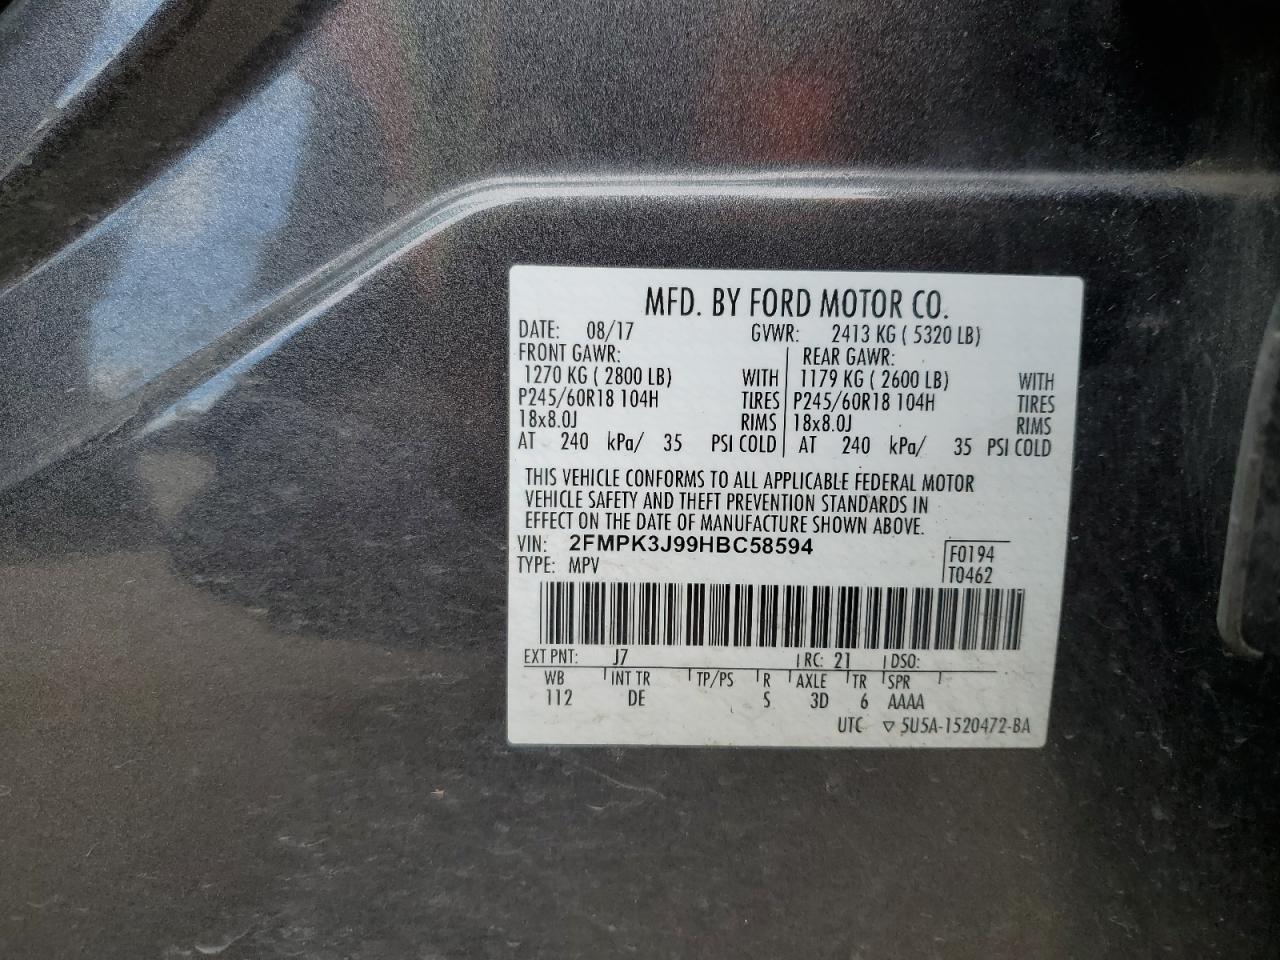 MFD. BY FORD MOTOR CO.
DATE: 08/17 GVWR: 2413 KG ( 5320 LB)
FRONT GAWR: REAR GAWR:
1270 KG ( 2800 LB) WITH 1179 KG ( 2600 LB) WITH
P245/60R18 104H TIRES P245/60R18 104H TIRES
18x8.0J RIMS 18x8.0J RIMS
AT 240 kPa/ 35 PSI COLD AT 240 kPa/ 35 PSI COLD
THIS VEHICLE CONFORMS TO ALL APPLICABLE FEDERAL MOTOR
VEHICLE SAFETY AND THEFT PREVENTION STANDARDS IN
EFFECT ON THE DATE OF MANUFACTURE SHOWN ABOVE.
VIN: 2FMPK3J99HBC58594 F0194
TYPE: MPV T0462
EXT PNT: J7 RC: 21 DSO:
WB INT TR TP/PS R AXLE TR SPR
112 DE S 3D 6 AAAA
UTC ▽ 5U5A-1520472-BA